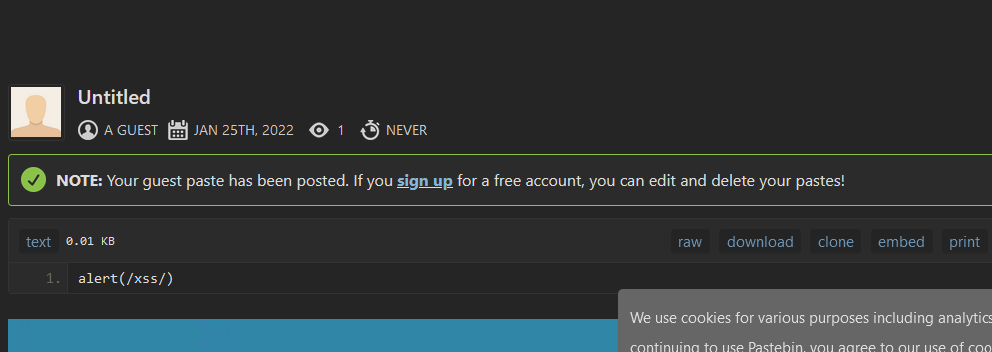 Untitled
A GUEST JAN 25TH, 2022 1 NEVER
NOTE: Your guest paste has been posted. If you sign up for a free account, you can edit and delete your pastes!
text 0.01 KB raw download clone embed print
1. alert(/xss/)
We use cookies for various purposes including analytics
continuing to use Pastebin, you agree to our use of